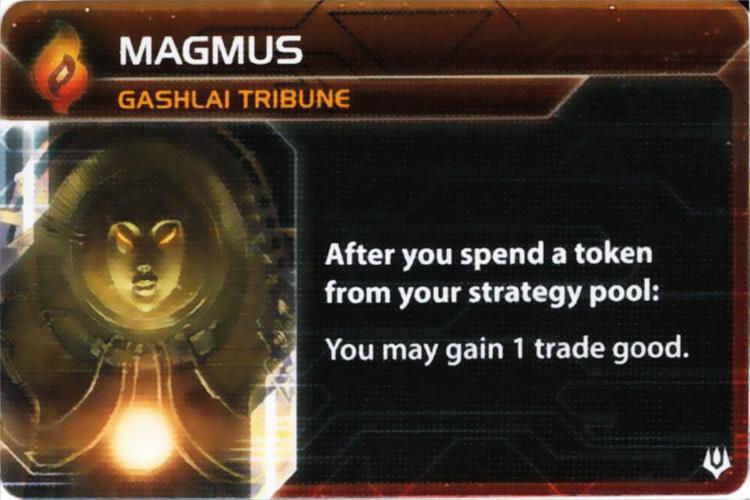 MAGMUS
GASHLAI TRIBUNE
After you spend a token
from your strategy pool:
You may gain 1 trade good.